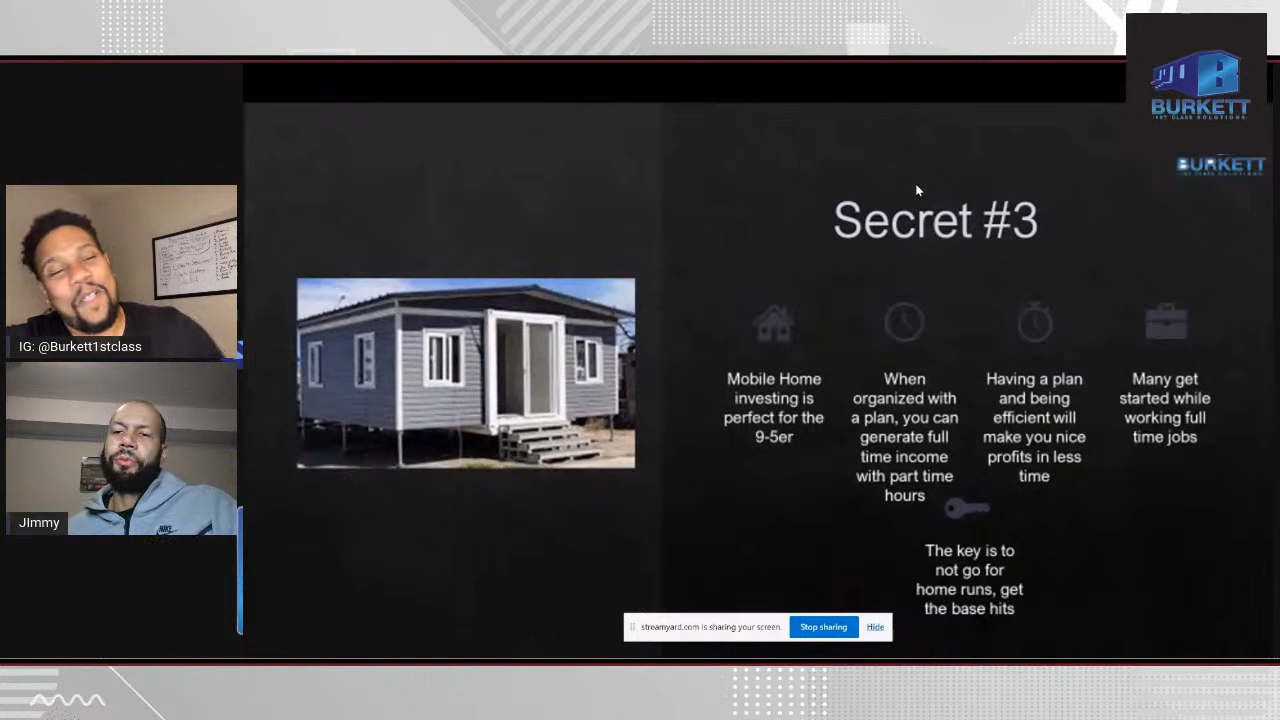 BURKETT
1ST CLASS SOLUTIONS
BURKETT
Secret #3
IG: @Burkett1stclass
JImmy
NIKE
Mobile Home
investing is
perfect for the
9-5er
When
organized with
a plan, you can
generate full
time income
with part time
hours
Having a plan
and being
efficient will
make you nice
profits in less
time
Many get
started while
working full
time jobs
The key is to
not go for
home runs, get
the base hits
streamyard.com is sharing your screen.
Stop sharing
Hide